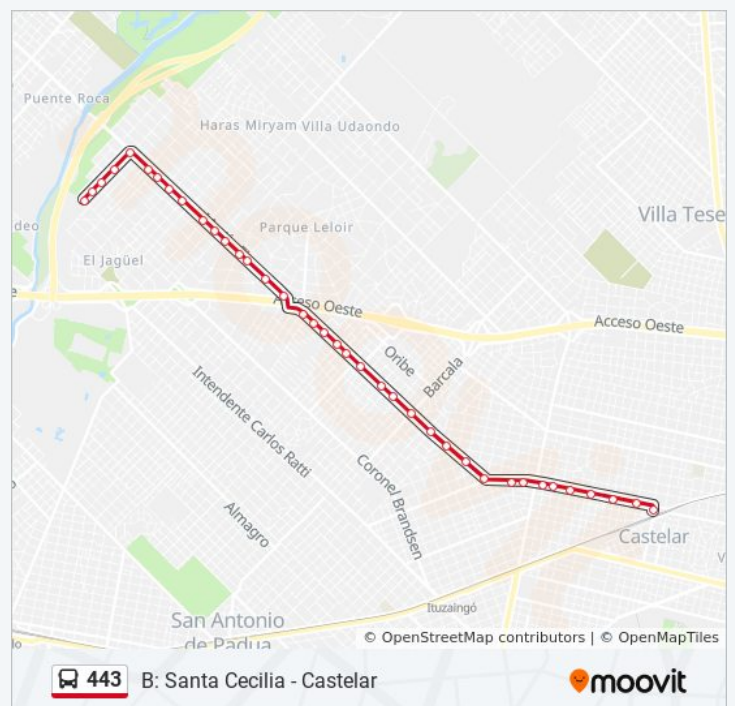 Puente Roca
Haras Miryam Villa Udaondo
Villa Tese
Parque Leloir
deo
El Jagüel
Acceso Oeste
Acceso Oeste
Oribe
Barcala
Intendente Carlos Ratti
Coronel Brandsen
Almagro
Castelar
Ituzaingó
San Antonio
de Padua
© OpenStreetMap contributors | © OpenMapTiles
443 B: Santa Cecilia - Castelar
moovit